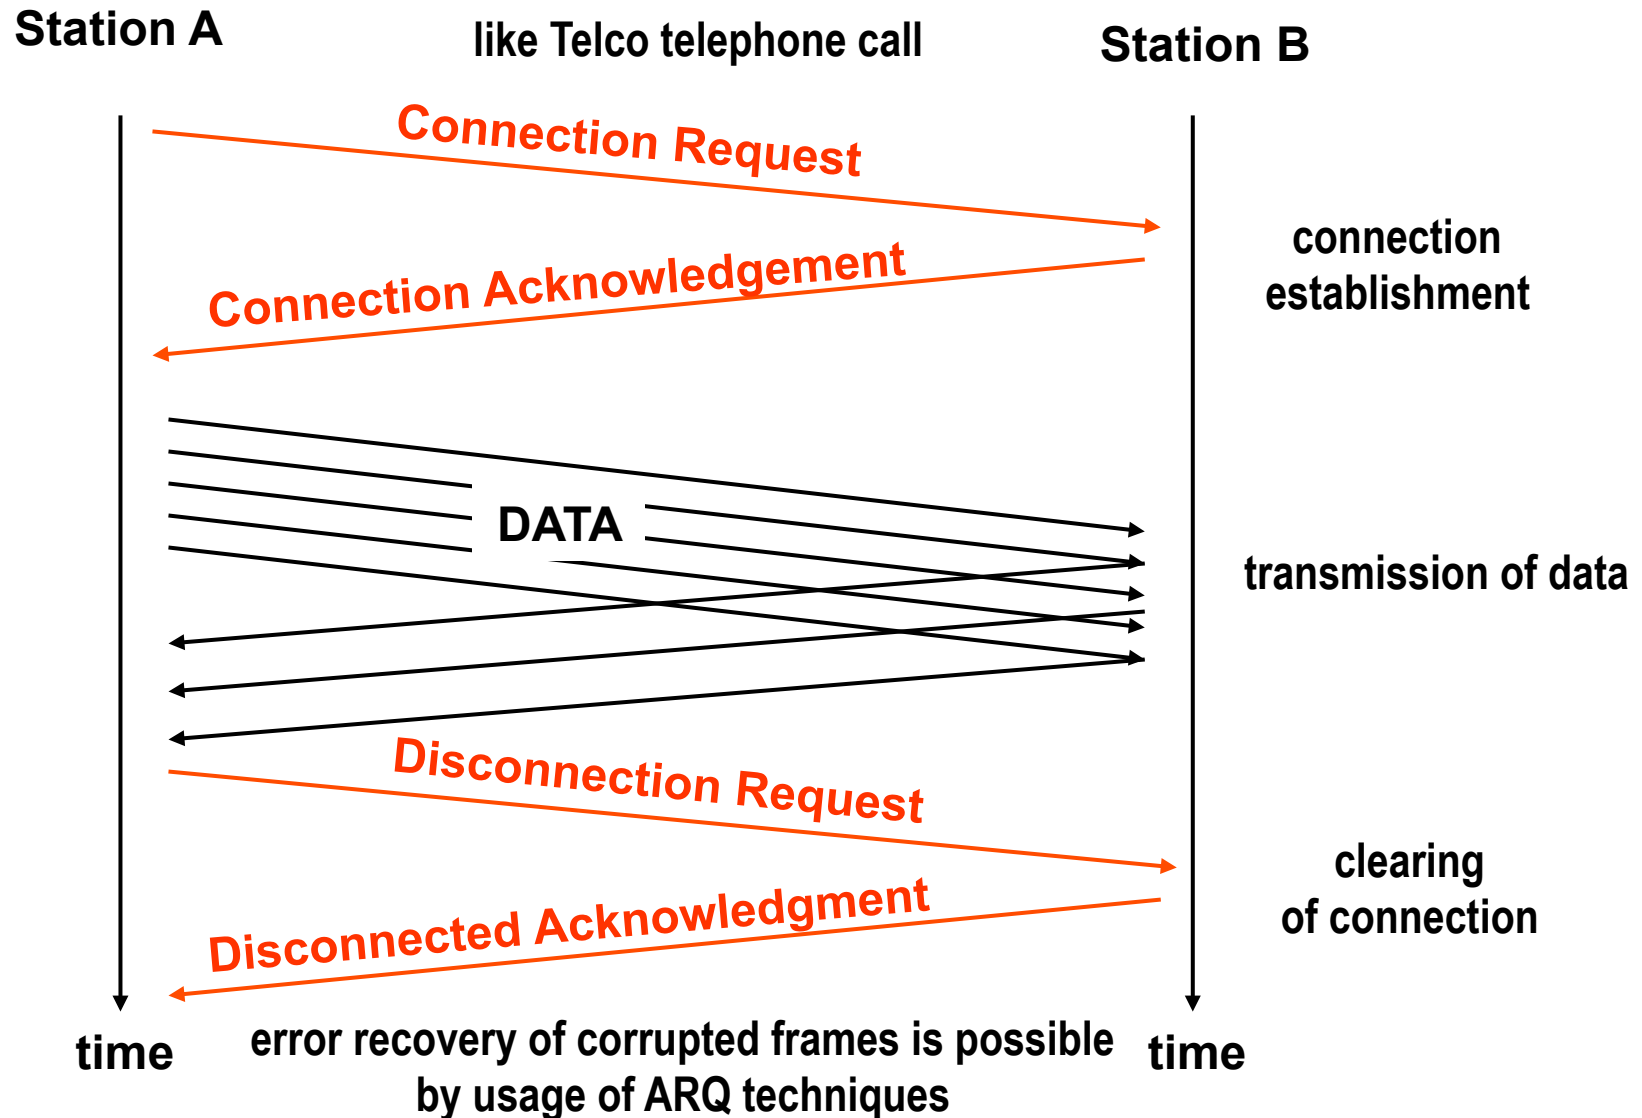 Station A
like Telco telephone call
Station B
Connection Request
connection
establishment
Connection Acknowledgement
DATA
transmission of data
Disconnection Request
clearing
of connection
Disconnected Acknowledgment
time
error recovery of corrupted frames is possible
by usage of ARQ techniques
time